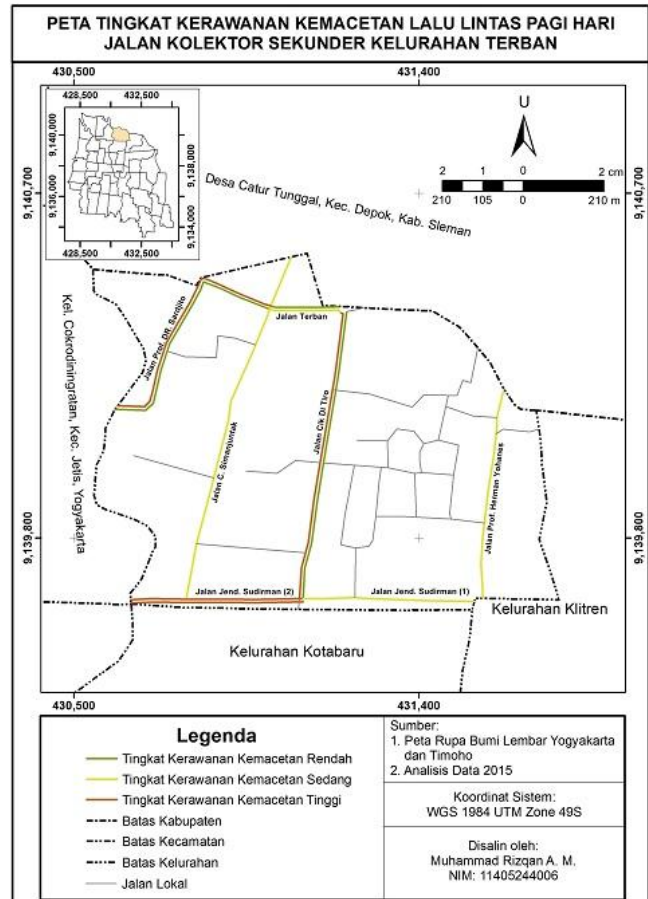 PETA TINGKAT KERAWANAN KEMACETAN LALU LINTAS PAGI HARI
JALAN KOLEKTOR SEKUNDER KELURAHAN TERBAN
430,500
431,400
428,500
432,500
9,140,000
9,136,000
9,138,000
9,134,000
428,500
432,500
U
2 1 0 2 cm
210 105 0 210 m
9,140,700
9,140,700
Desa Catur Tunggal, Kec. Depok, Kab. Sleman
Kel. Cokrodiningratan, Kec. Jetis, Yogyakarta
Jalan Prof. DR. Sardjito
Jalan Terban
Jalan C. Simanjuntak
Jalan Cik Di Tiro
Jalan Prof. Herman Yohanes
9,139,800
9,139,800
Jalan Jend. Sudirman (2)
Jalan Jend. Sudirman (1)
Kelurahan Klitren
Kelurahan Kotabaru
430,500
431,400
Legenda
Tingkat Kerawanan Kemacetan Rendah
Tingkat Kerawanan Kemacetan Sedang
Tingkat Kerawanan Kemacetan Tinggi
Batas Kabupaten
Batas Kecamatan
Batas Kelurahan
Jalan Lokal
Sumber:
1. Peta Rupa Bumi Lembar Yogyakarta
dan Timoho
2. Analisis Data 2015
Koordinat Sistem:
WGS 1984 UTM Zone 49S
Disalin oleh:
Muhammad Rizqan A. M.
NIM: 11405244006